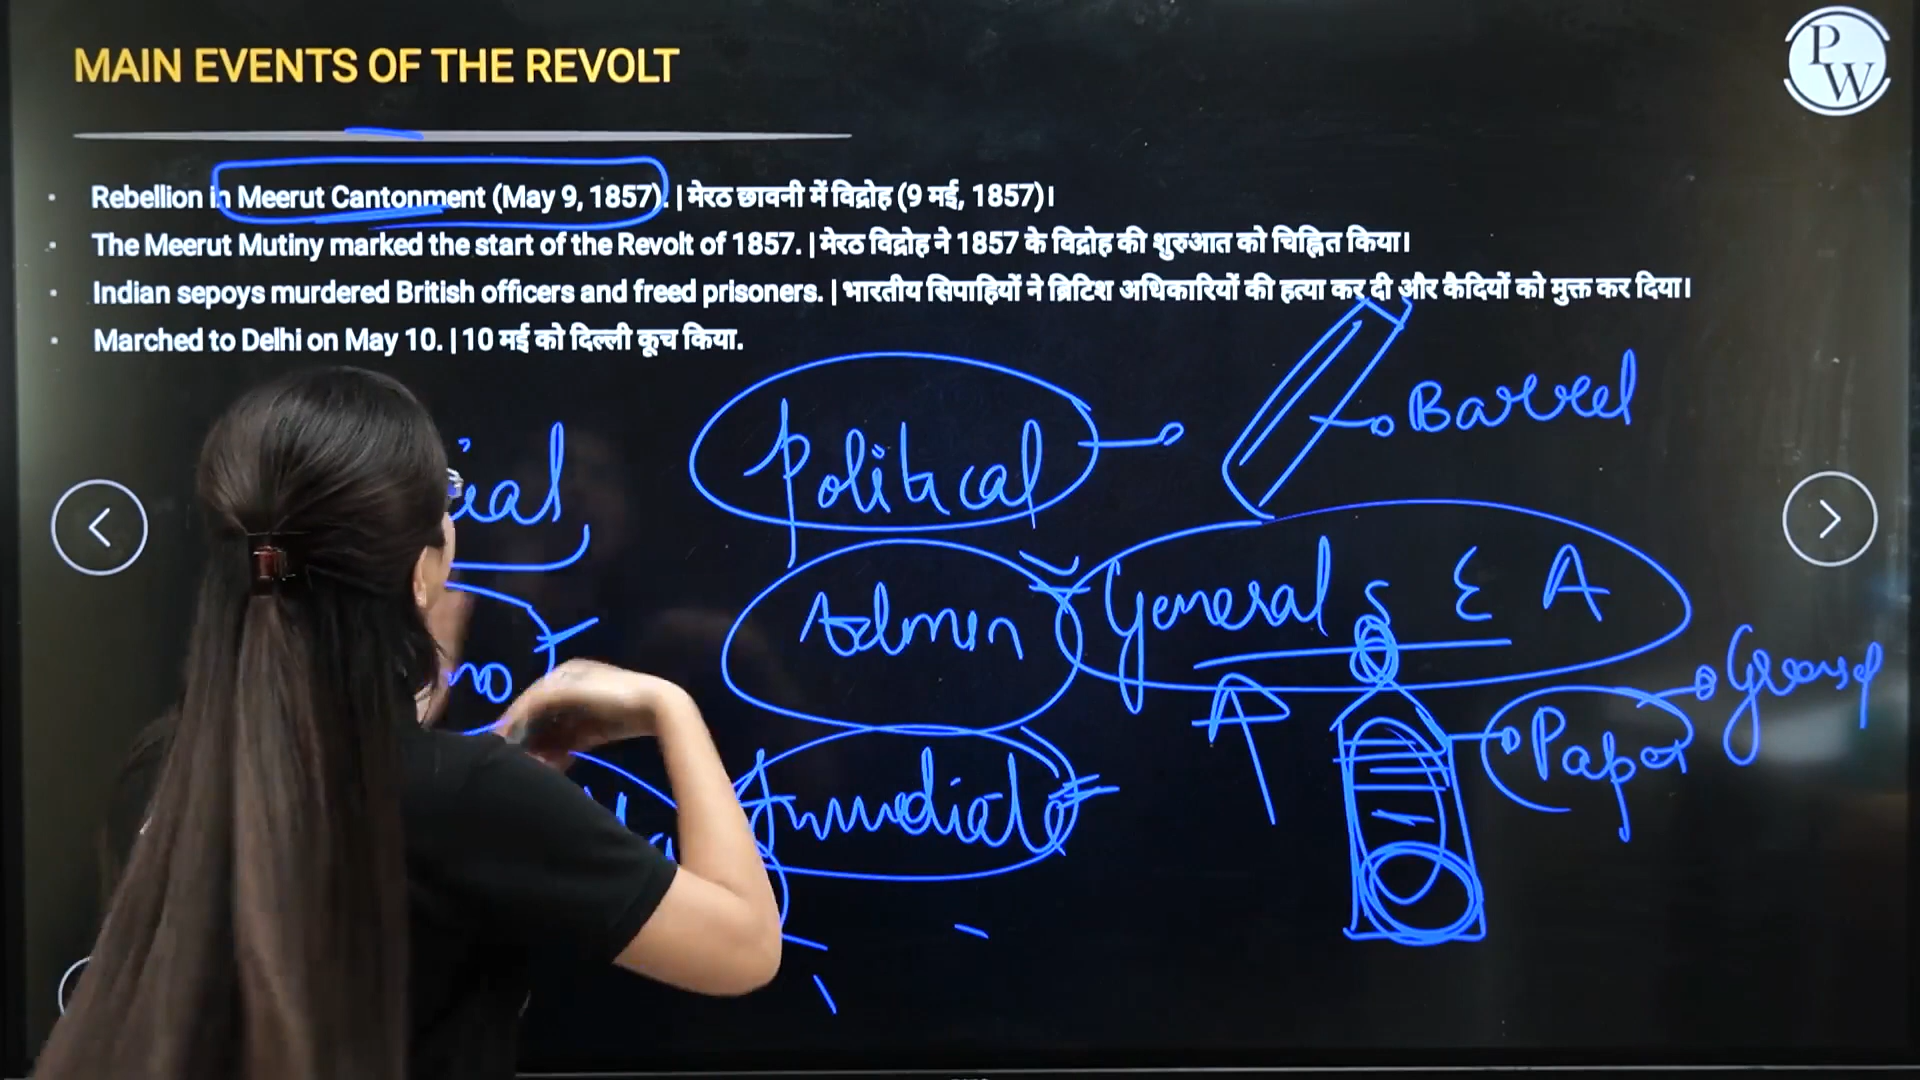 MAIN EVENTS OF THE REVOLT
PW
• Rebellion in Meerut Cantonment (May 9, 1857). | मेरठ छावनी में विद्रोह (9 मई, 1857)।
• The Meerut Mutiny marked the start of the Revolt of 1857. | मेरठ विद्रोह ने 1857 के विद्रोह की शुरुआत को चिह्नित किया।
• Indian sepoys murdered British officers and freed prisoners. | भारतीय सिपाहियों ने ब्रिटिश अधिकारियों की हत्या कर दी और कैदियों को मुक्त कर दिया।
• Marched to Delhi on May 10. | 10 मई को दिल्ली कूच किया.
Political
Barrel
Admin
General S E A
Paper
Immediate